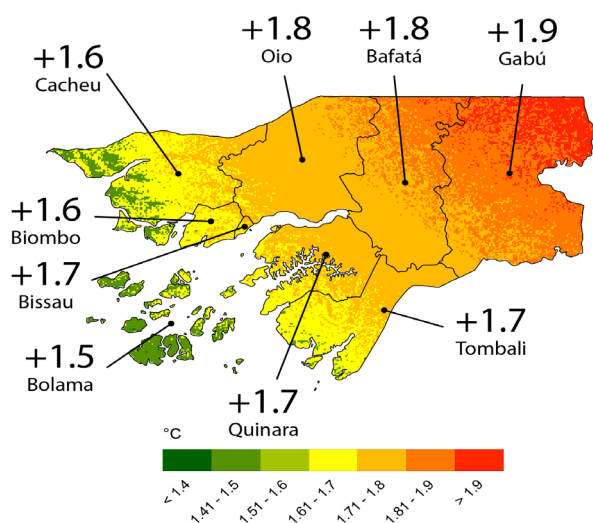 +1.8
Oio
+1.8
Bafatá
+1.9
Gabú
+1.6
Cacheu
+1.6
Biombo
+1.7
Bissau
+1.5
Bolama
+1.7
Quinara
+1.7
Tombali
°C
< 1.4
1.41 - 1.5
1.51 - 1.6
1.61 - 1.7
1.71 - 1.8
1.81 - 1.9
> 1.9